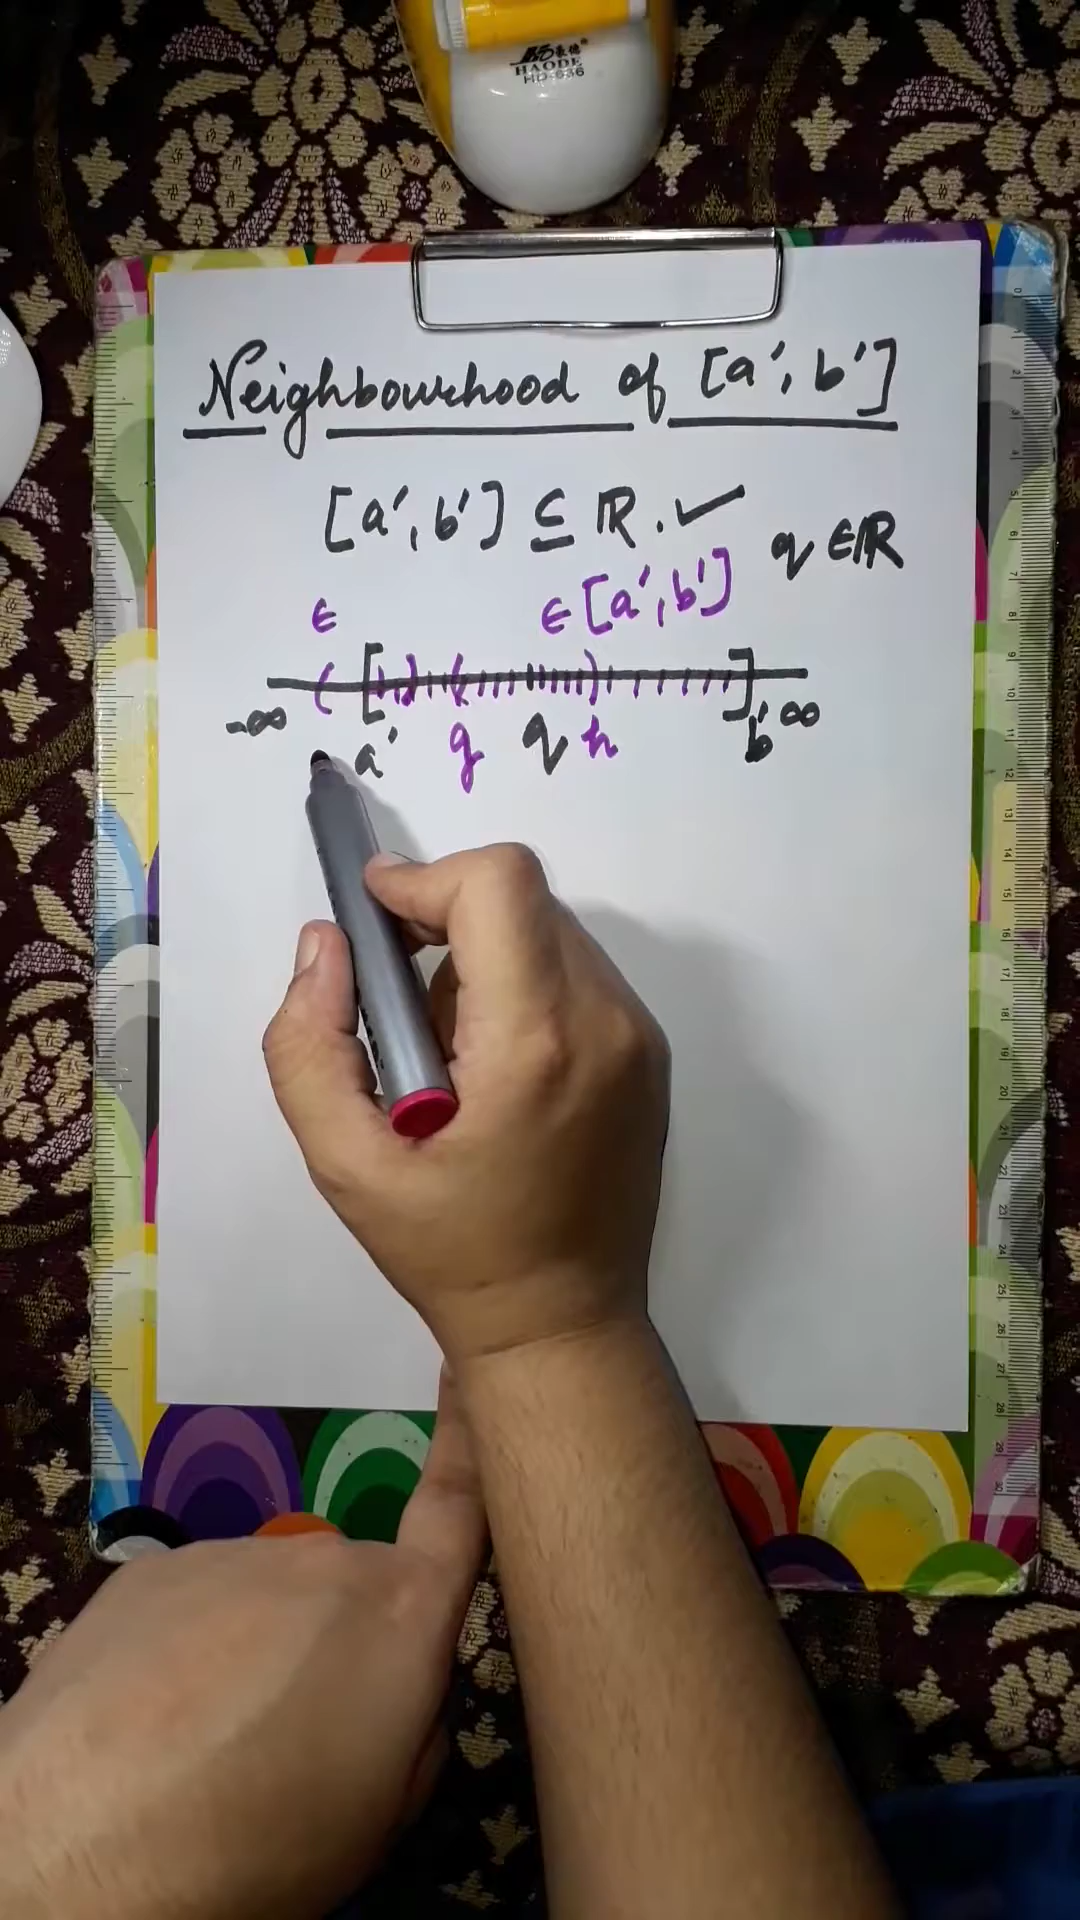 HAODE
HD-636
Neighbourhood of [a', b']
[a', b'] ⊆ ℝ. ✓
q ∈ ℝ
∈ ∈ [a', b']
( [ ) ( ) ]
-∞ a' g q h b' ∞